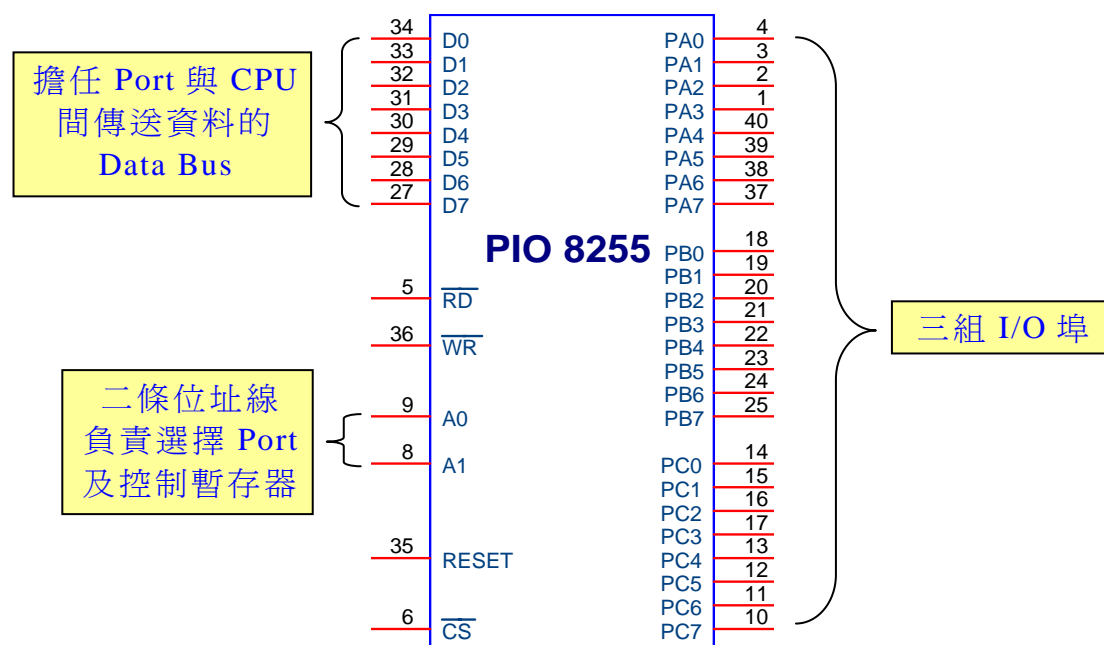 擔任 Port 與 CPU
間傳送資料的
Data Bus
34 D0
33 D1
32 D2
31 D3
30 D4
29 D5
28 D6
27 D7
5 RD
36 WR
二條位址線
負責選擇 Port
及控制暫存器
9 A0
8 A1
35 RESET
6 CS
PIO 8255
PA0 4
PA1 3
PA2 2
PA3 1
PA4 40
PA5 39
PA6 38
PA7 37
PB0 18
PB1 19
PB2 20
PB3 21
PB4 22
PB5 23
PB6 24
PB7 25
PC0 14
PC1 15
PC2 16
PC3 17
PC4 13
PC5 12
PC6 11
PC7 10
三組 I/O 埠